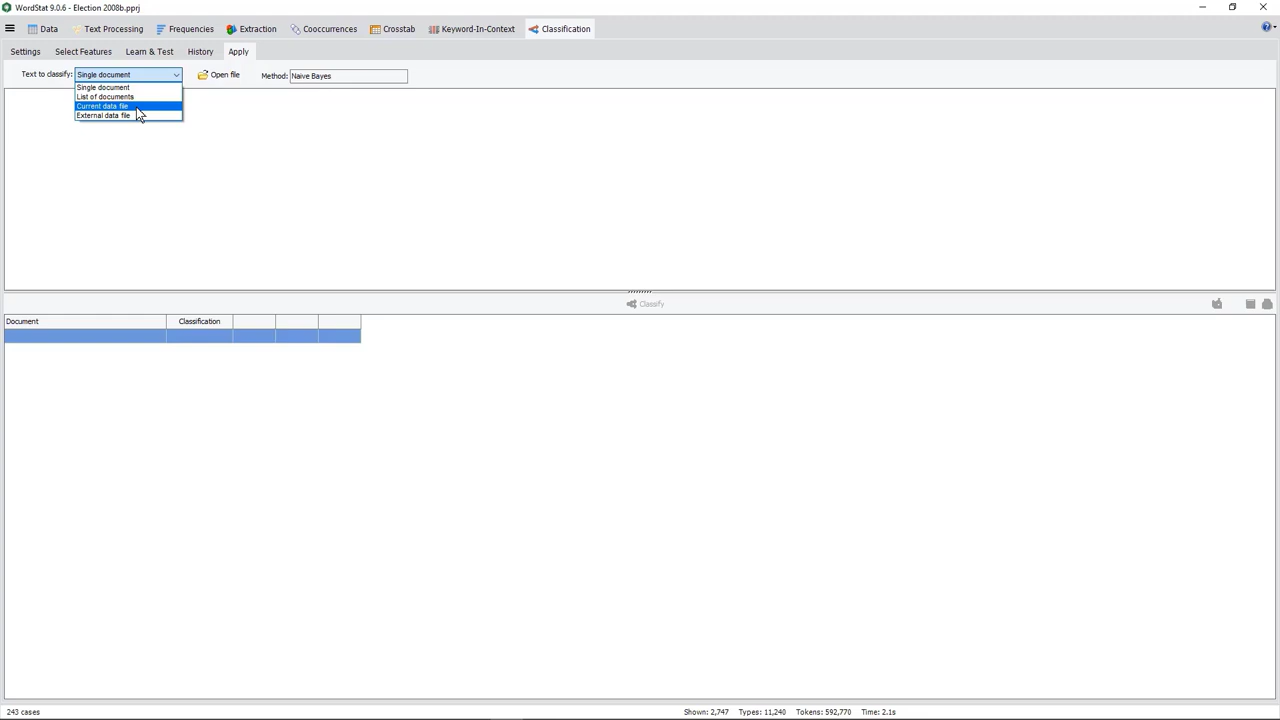 WordStat 9.0.6 - Election 2008b.pprj
Data Text Processing Frequencies Extraction Cooccurrences Crosstab Keyword-In-Context Classification
Settings Select Features Learn & Test History Apply
Text to classify: Single document Open file Method: Naive Bayes
Single document
List of documents
Current data file
External data file
Classify
Document Classification
243 cases Shown: 2,747 Types: 11,240 Tokens: 592,770 Time: 2.1s